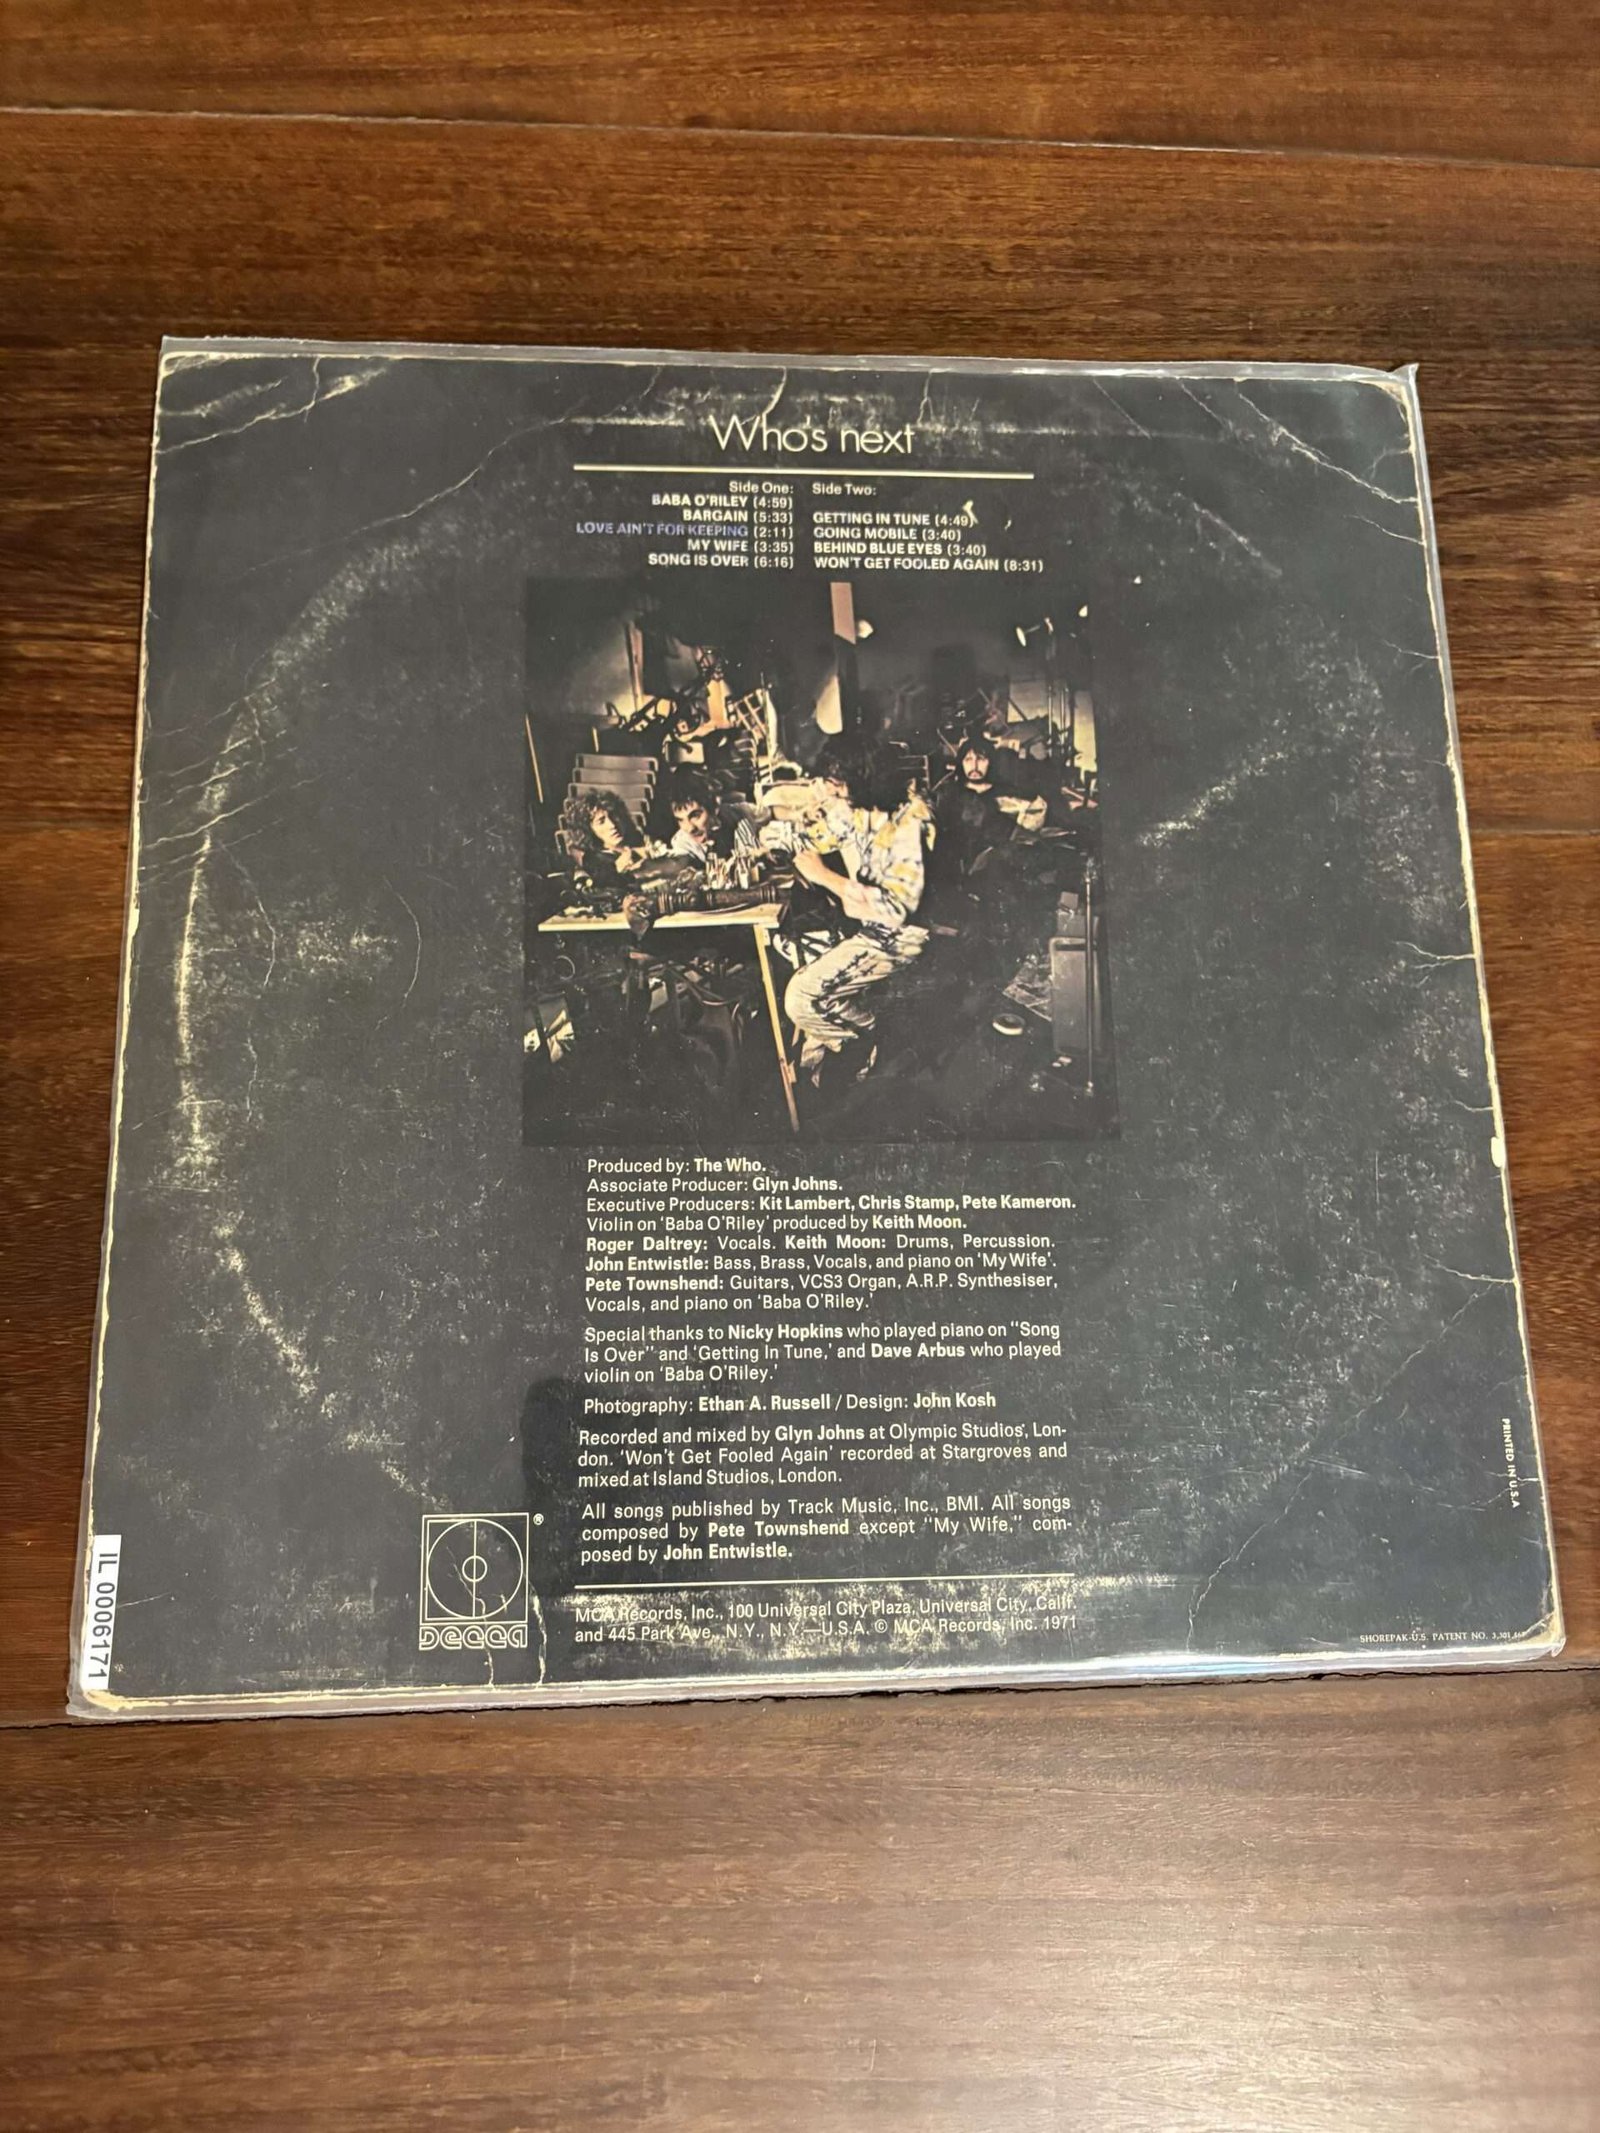 Who's next
Side One: Side Two:
BABA O'RILEY (4:59)
BARGAIN (5:33) GETTING IN TUNE (4:49)
LOVE AIN'T FOR KEEPING (2:11) GOING MOBILE (3:40)
MY WIFE (3:35) BEHIND BLUE EYES (3:40)
SONG IS OVER (6:16) WON'T GET FOOLED AGAIN (8:31)
Produced by: The Who.
Associate Producer: Glyn Johns.
Executive Producers: Kit Lambert, Chris Stamp, Pete Kameron.
Violin on 'Baba O'Riley' produced by Keith Moon.
Roger Daltrey: Vocals. Keith Moon: Drums, Percussion.
John Entwistle: Bass, Brass, Vocals, and piano on 'My Wife'.
Pete Townshend: Guitars, VCS3 Organ, A.R.P. Synthesiser,
Vocals, and piano on 'Baba O'Riley.'
Special thanks to Nicky Hopkins who played piano on "Song
Is Over" and 'Getting In Tune,' and Dave Arbus who played
violin on 'Baba O'Riley.'
Photography: Ethan A. Russell / Design: John Kosh
Recorded and mixed by Glyn Johns at Olympic Studios, Lon-
don. 'Won't Get Fooled Again' recorded at Stargroves and
mixed at Island Studios, London.
All songs published by Track Music, Inc., BMI. All songs
composed by Pete Townshend except "My Wife," com-
posed by John Entwistle.
MCA Records, Inc., 100 Universal City Plaza, Universal City, Calif.
and 445 Park Ave., N.Y., N.Y.—U.S.A. © MCA Records, Inc. 1971
®
DECCA
IL 0006171
PRINTED IN U.S.A
SHOREPAK-U.S. PATENT NO.